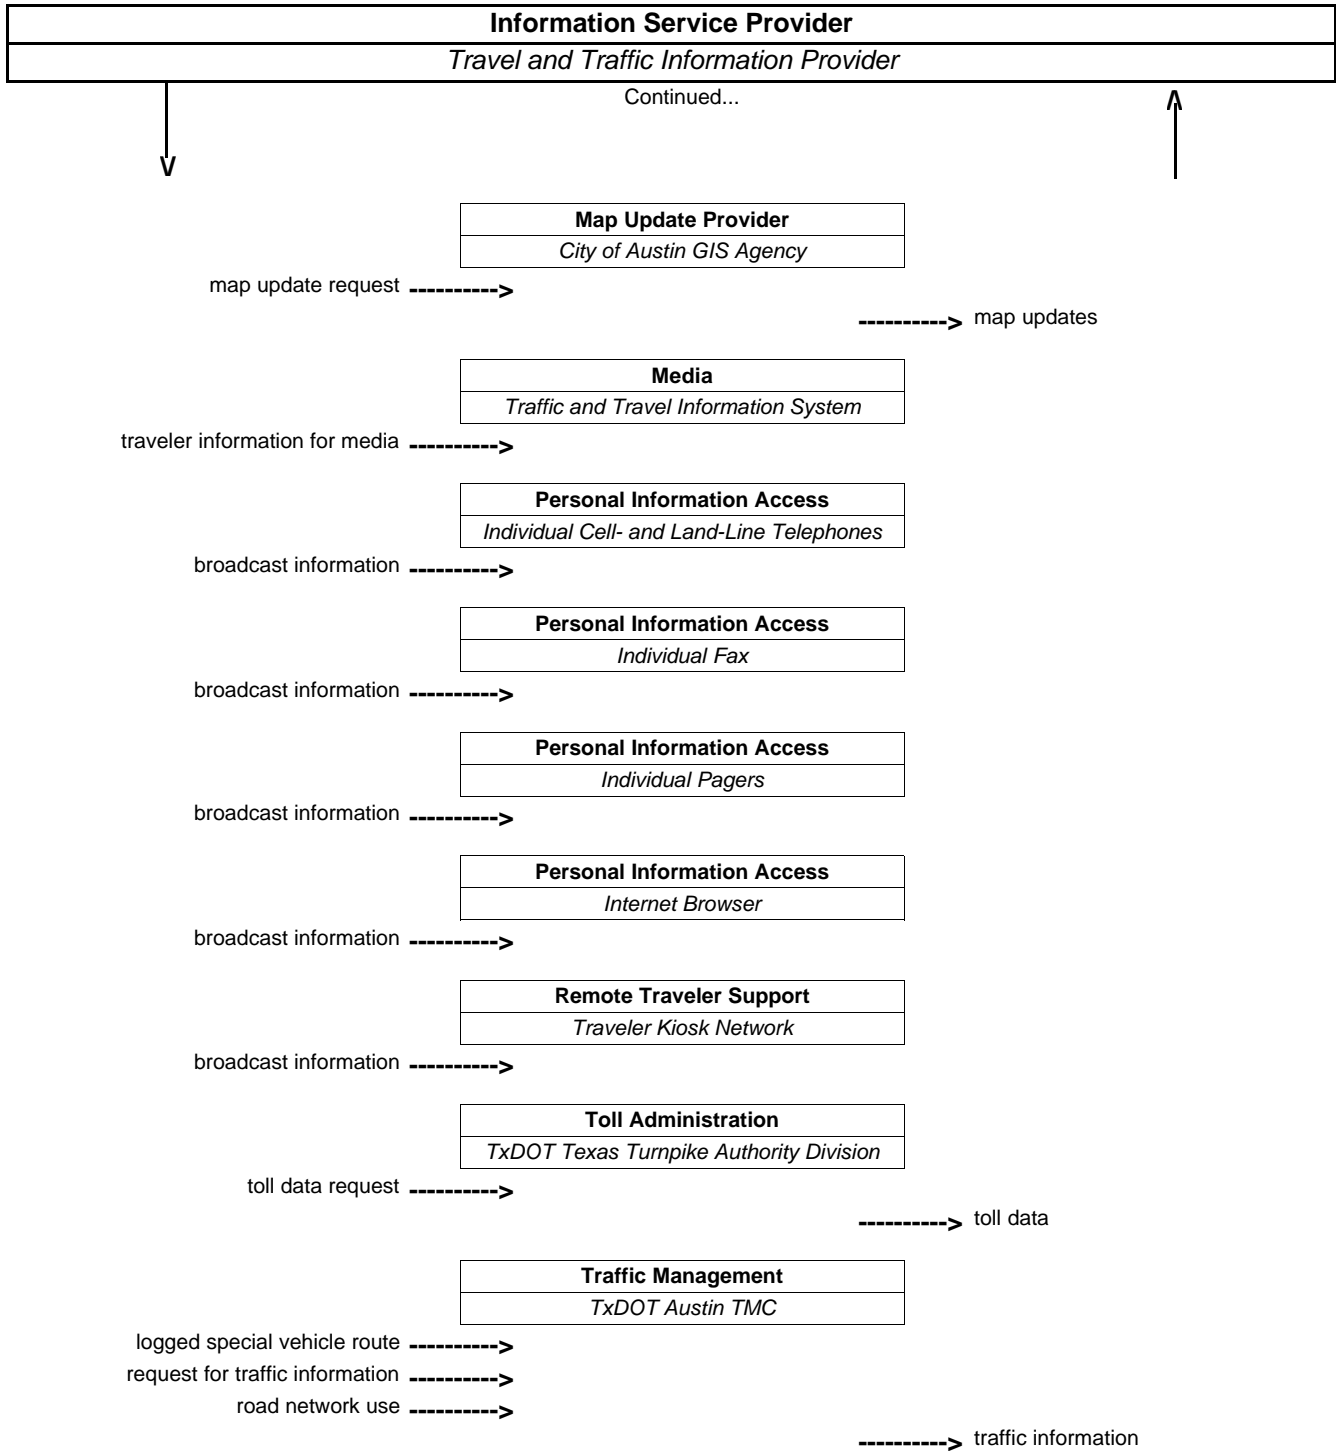 Information Service Provider
Travel and Traffic Information Provider
Continued...
Map Update Provider
City of Austin GIS Agency
map update request ---------->
----------> map updates
Media
Traffic and Travel Information System
traveler information for media ---------->
Personal Information Access
Individual Cell- and Land-Line Telephones
broadcast information ---------->
Personal Information Access
Individual Fax
broadcast information ---------->
Personal Information Access
Individual Pagers
broadcast information ---------->
Personal Information Access
Internet Browser
broadcast information ---------->
Remote Traveler Support
Traveler Kiosk Network
broadcast information ---------->
Toll Administration
TxDOT Texas Turnpike Authority Division
toll data request ---------->
----------> toll data
Traffic Management
TxDOT Austin TMC
logged special vehicle route ---------->
request for traffic information ---------->
road network use ---------->
----------> traffic information